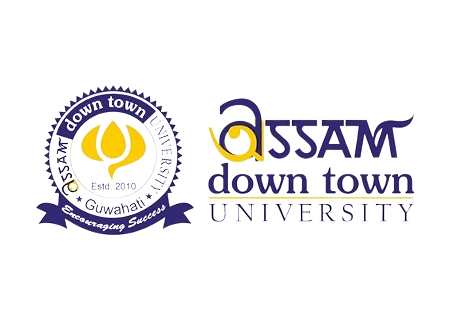 ASSAM down town UNIVERSITY
Estd. 2010
★ Guwahati ★
Encouraging Success
ASSAM
down town
UNIVERSITY